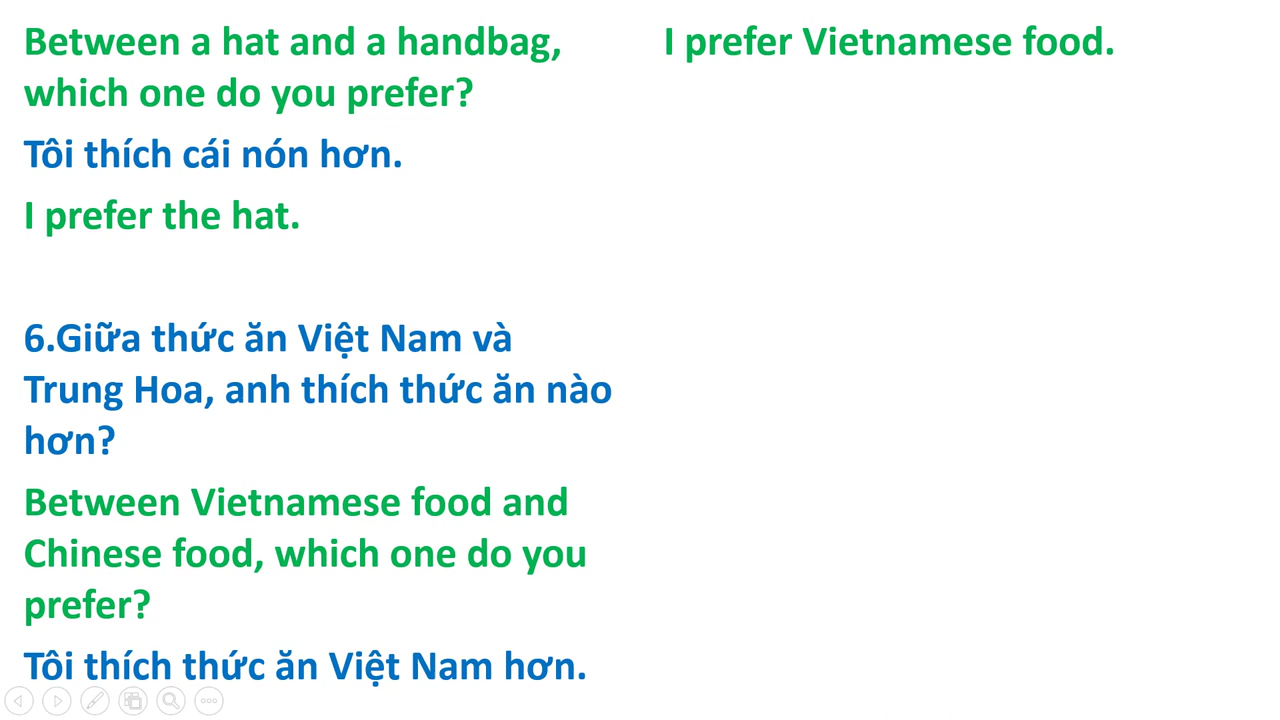 Between a hat and a handbag,
which one do you prefer?
Tôi thích cái nón hơn.
I prefer the hat.
6.Giữa thức ăn Việt Nam và
Trung Hoa, anh thích thức ăn nào
hơn?
Between Vietnamese food and
Chinese food, which one do you
prefer?
Tôi thích thức ăn Việt Nam hơn.
I prefer Vietnamese food.